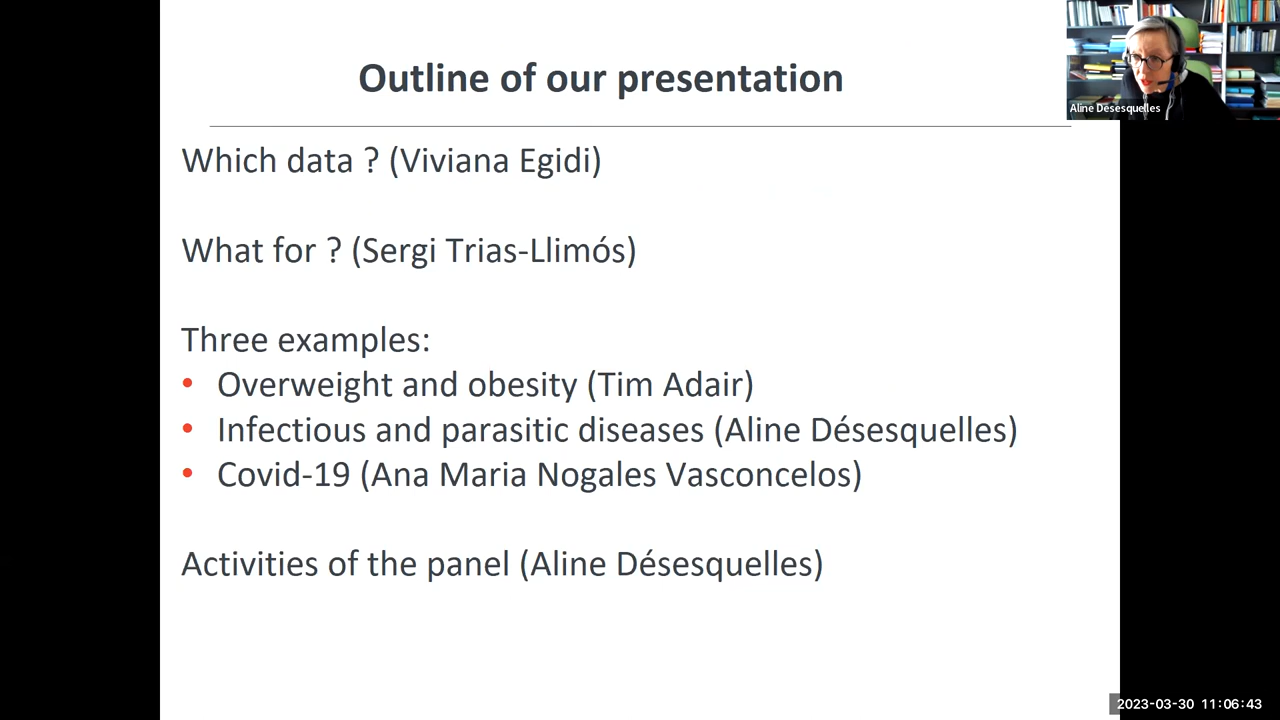 Outline of our presentation
Aline Désesquelles
Which data ? (Viviana Egidi)
What for ? (Sergi Trias-Llimós)
Three examples:
• Overweight and obesity (Tim Adair)
• Infectious and parasitic diseases (Aline Désesquelles)
• Covid-19 (Ana Maria Nogales Vasconcelos)
Activities of the panel (Aline Désesquelles)
2023-03-30 11:06:43